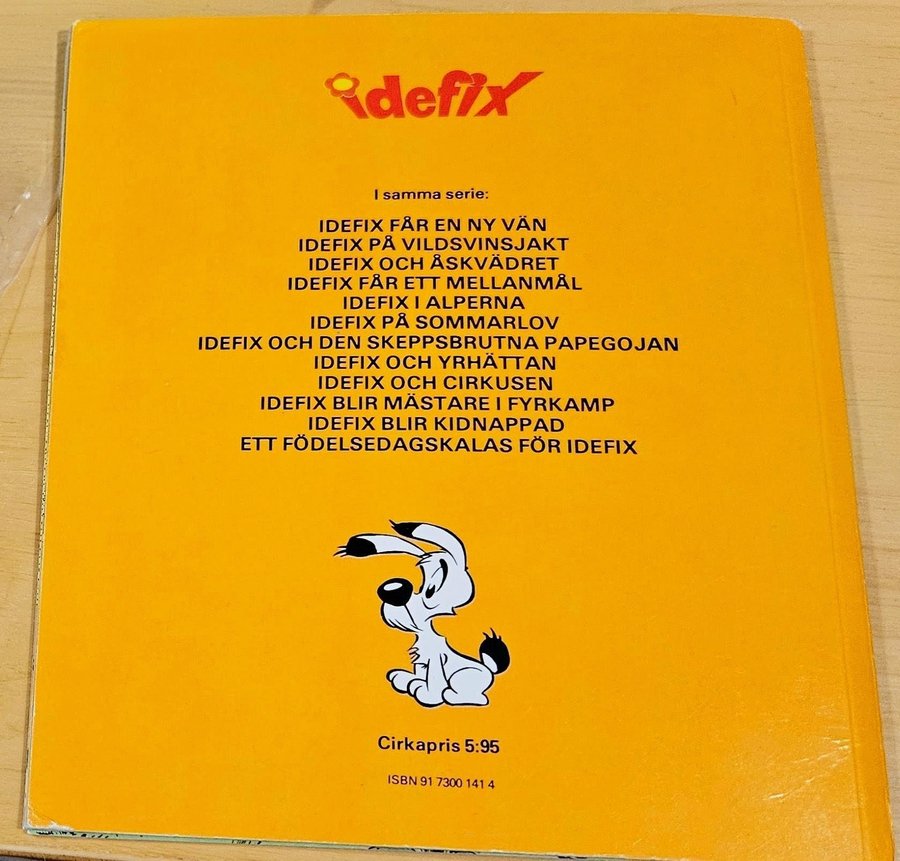 idefix
I samma serie:
IDEFIX FÅR EN NY VÄN
IDEFIX PÅ VILDSVINSJAKT
IDEFIX OCH ÅSKVÄDRET
IDEFIX FÅR ETT MELLANMÅL
IDEFIX I ALPERNA
IDEFIX PÅ SOMMARLOV
IDEFIX OCH DEN SKEPPSBRUTNA PAPEGOJAN
IDEFIX OCH YRHÄTTAN
IDEFIX OCH CIRKUSEN
IDEFIX BLIR MÄSTARE I FYRKAMP
IDEFIX BLIR KIDNAPPAD
ETT FÖDELSEDAGSKALAS FÖR IDEFIX
Cirkapris 5:95
ISBN 91 7300 141 4